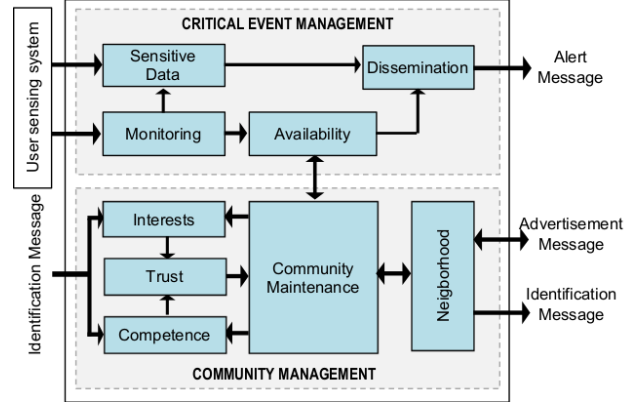 CRITICAL EVENT MANAGEMENT
User sensing system
Sensitive
Data
Dissemination
Alert
Message
Monitoring
Availability
Identification Message
Interests
Trust
Competence
Community
Maintenance
Neigborhood
Advertisement
Message
Identification
Message
COMMUNITY MANAGEMENT